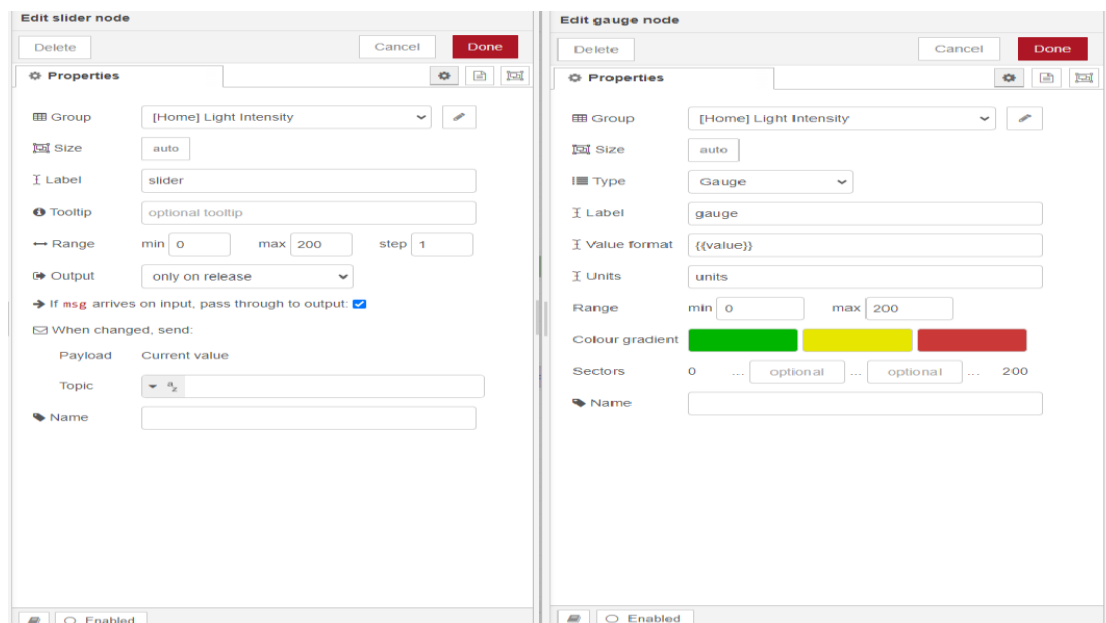 Edit slider node
Delete
Cancel
Done
Properties
Group
[Home] Light Intensity
Size
auto
Label
slider
Tooltip
optional tooltip
Range
min 0
max 200
step 1
Output
only on release
If msg arrives on input, pass through to output:
When changed, send:
Payload
Current value
Topic
a z
Name
Enabled
Edit gauge node
Delete
Cancel
Done
Properties
Group
[Home] Light Intensity
Size
auto
Type
Gauge
Label
gauge
Value format
{{value}}
Units
units
Range
min 0
max 200
Colour gradient
Sectors
0 ... optional ... optional ... 200
Name
Enabled